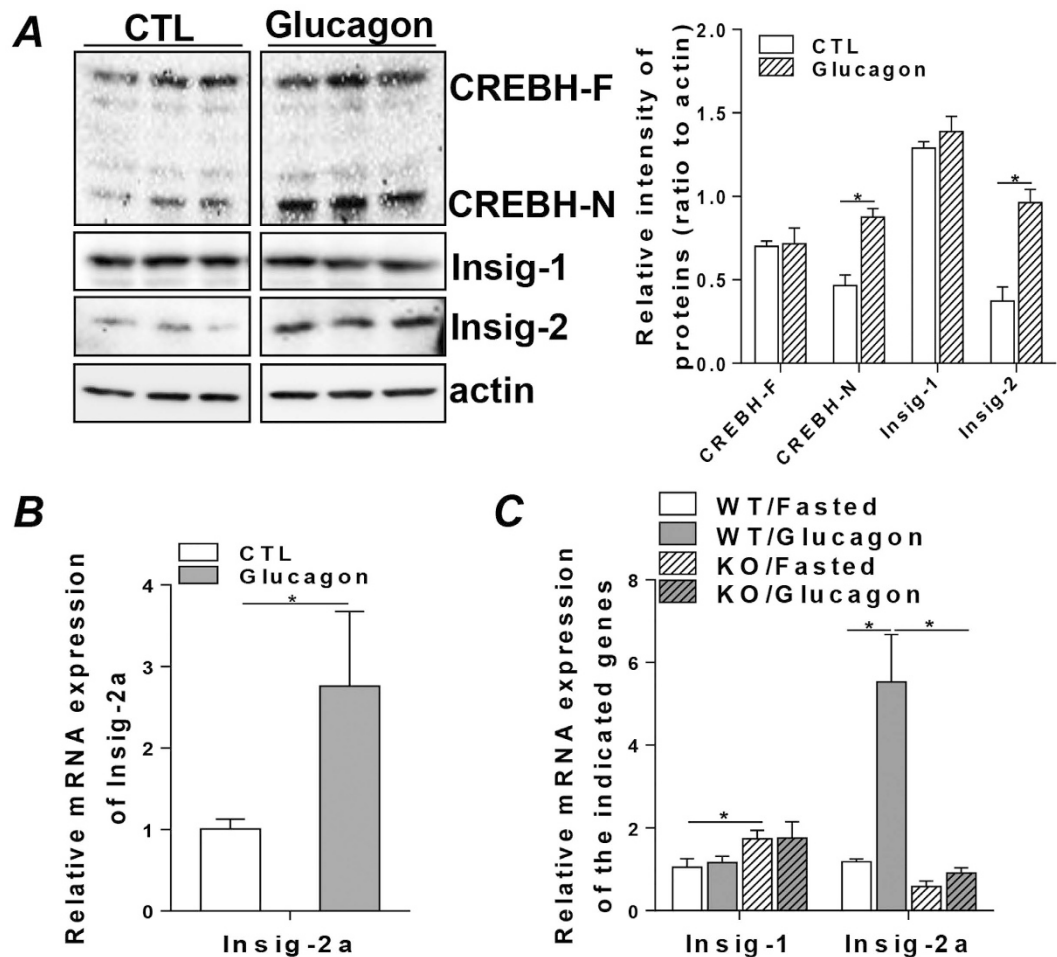 A
CTL Glucagon
CREBH-F
CREBH-N
Insig-1
Insig-2
actin
Relative intensity of
proteins (ratio to actin)
2.0
1.5
1.0
0.5
0.0
CTL
Glucagon
*
*
CREBH-F CREBH-N Insig-1 Insig-2
B
CTL
Glucagon
Relative mRNA expression
of Insig-2a
4
3
2
1
0
*
Insig-2a
C
WT/Fasted
WT/Glucagon
KO/Fasted
KO/Glucagon
Relative mRNA expression
of the indicated genes
8
6
4
2
0
*
* *
Insig-1 Insig-2a